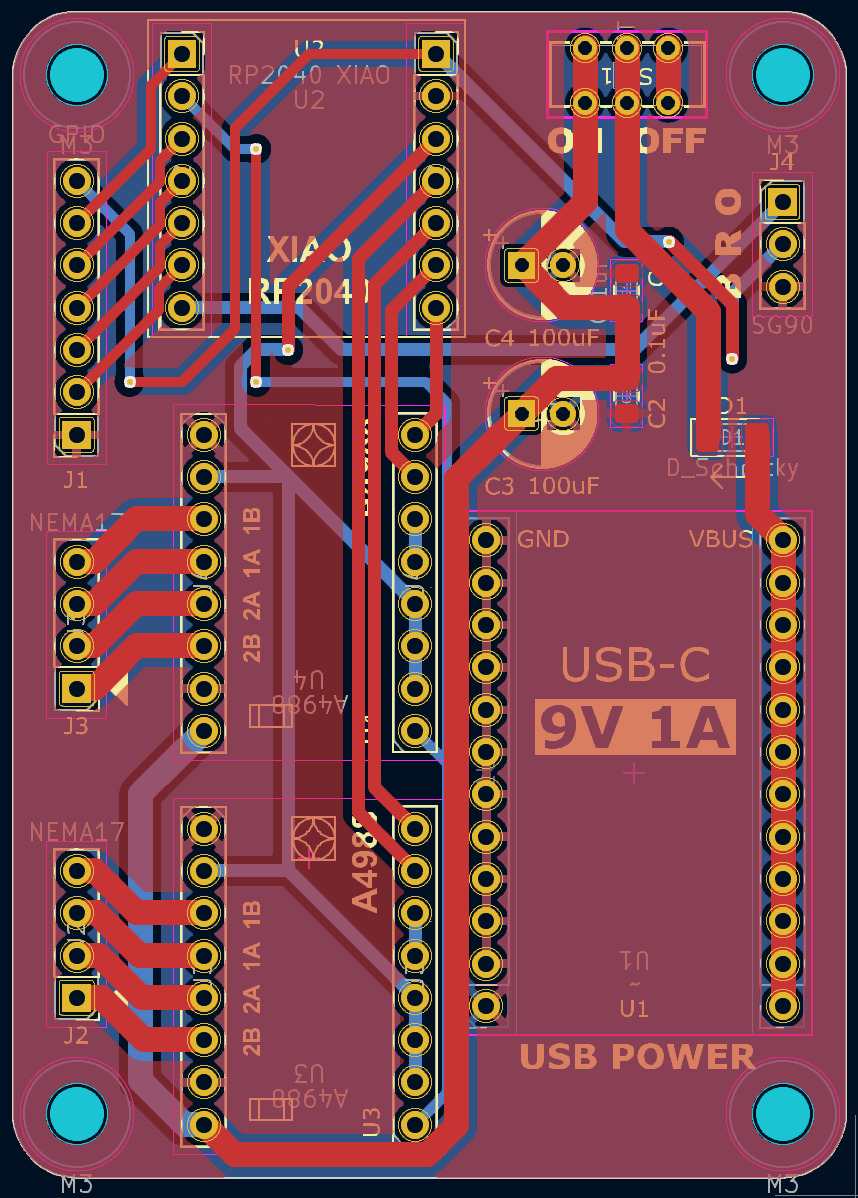 RP2040 XIAO
U2
GPIO
M3
OFF
M3
J4
B R O
XIAO
RP2040
SG90
C4 100uF
0.1uF
C2
D1
D_Schottky
C3 100uF
J1
NEMA17
GND
VBUS
2B 2A 1A 1B
USB-C
9V 1A
U4
A4988
J3
NEMA17
A4988
2B 2A 1A 1B
U1
~
U1
J2
U3
A4988
U3
USB POWER
M3
M3